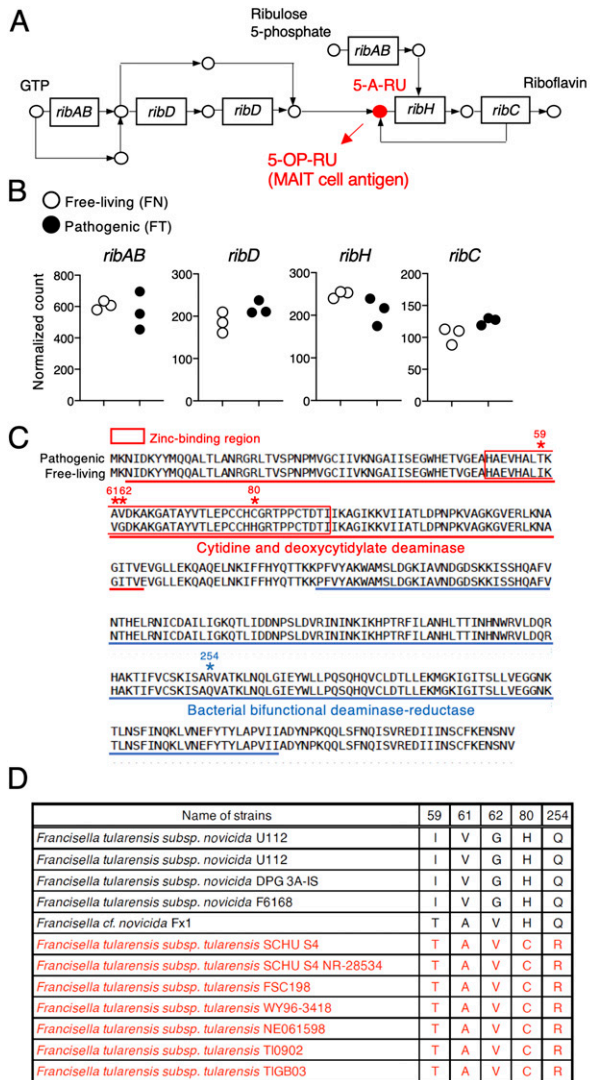 A
Ribulose
5-phosphate
ribAB
5-A-RU
GTP
Riboflavin
ribAB
ribD
ribD
ribH
ribC
5-OP-RU
(MAIT cell antigen)
B
Free-living (FN)
Pathogenic (FT)
ribAB
ribD
ribH
ribC
Normalized count
800
600
400
200
0
300
200
100
0
300
200
100
0
200
150
100
50
0
C
Zinc-binding region
59
*
Pathogenic MKNIDKYYMQQALTLANRGRLTVSPNPMVGCIIVKNGAIISEGWHETVGEAHAEVHALTK
Free-living MKNIDKYYMQQALTLANRGRLTVSPNPMVGCIIVKNGAIISEGWHETVGEAHAEVHALIK
6162 80
** *
AVDKAKGATAYVTLEPCCHCGRTPPCTDTIIKAGIKKVIIATLDPNPKVAGKGVERLKNA
VGDKAKGATAYVTLEPCCHHGRTPPCTDTIIKAGIKKVIIATLDPNPKVAGKGVERLKNA
Cytidine and deoxycytidylate deaminase
GITVEVGLLEKQAQELNKIFFHYQTTKKPFVYAKWAMSLDGKIAVNDGDSKKISSHQAFV
GITVEVGLLEKQAQELNKIFFHYQTTKKPFVYAKWAMSLDGKIAVNDGDSKKISSHQAFV
NTHELRNICDAILIGKQTLIDDNPSLDVRININKIKHPTRFILANHLTTINHNWRVLDQR
NTHELRNICDAILIGKQTLIDDNPSLDVRININKIKHPTRFILANHLTTINHNWRVLDQR
254
*
HAKTIFVCSKISARVATKLNQLGIEYWLLPQSQHQVCLDTLLEKMGKIGITSLLVEGGNK
HAKTIFVCSKISAQVATKLNQLGIEYWLLPQSQHQVCLDTLLEKMGKIGITSLLVEGGNK
Bacterial bifunctional deaminase-reductase
TLNSFINQKLVNEFYTYLAPVIIADYNPKQQLSFNQISVREDIIINSCFKENSNV
TLNSFINQKLVNEFYTYLAPVIIADYNPKQQLSFNQISVREDIIINSCFKENSNV
D
Name of strains 59 61 62 80 254
Francisella tularensis subsp. novicida U112 I V G H Q
Francisella tularensis subsp. novicida U112 I V G H Q
Francisella tularensis subsp. novicida DPG 3A-IS I V G H Q
Francisella tularensis subsp. novicida F6168 I V G H Q
Francisella cf. novicida Fx1 T A V H Q
Francisella tularensis subsp. tularensis SCHU S4 T A V C R
Francisella tularensis subsp. tularensis SCHU S4 NR-28534 T A V C R
Francisella tularensis subsp. tularensis FSC198 T A V C R
Francisella tularensis subsp. tularensis WY96-3418 T A V C R
Francisella tularensis subsp. tularensis NE061598 T A V C R
Francisella tularensis subsp. tularensis TI0902 T A V C R
Francisella tularensis subsp. tularensis TIGB03 T A V C R